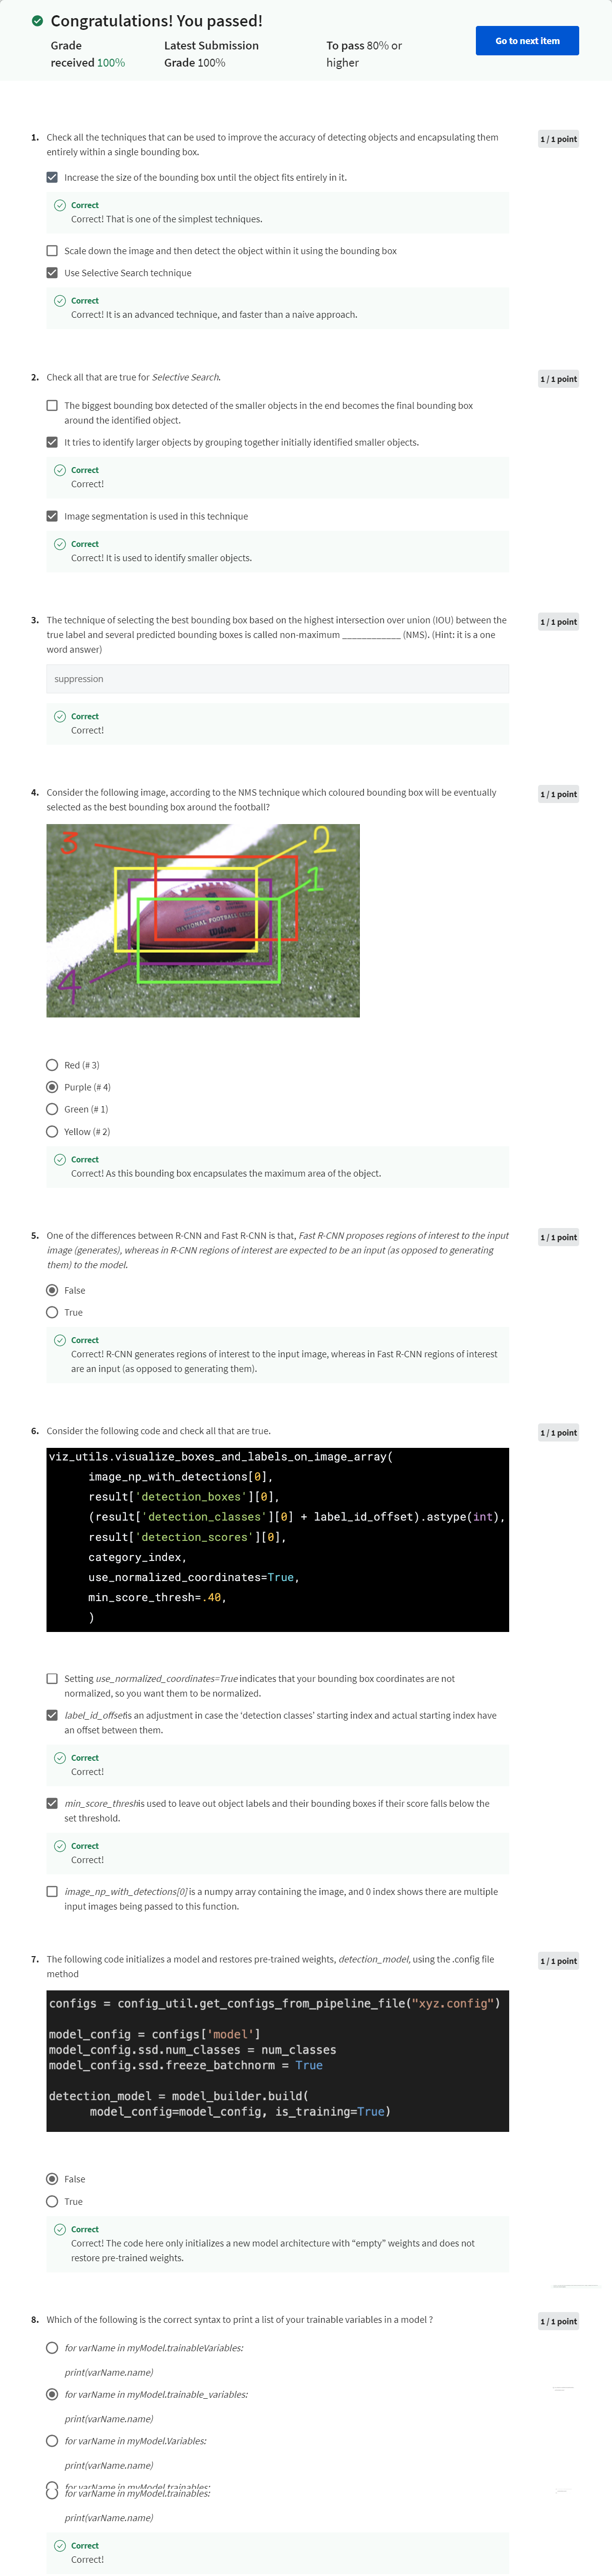 Congratulations! You passed!
Grade
received 100%
Latest Submission
Grade 100%
To pass 80% or
higher
Go to next item
1. Check all the techniques that can be used to improve the accuracy of detecting objects and encapsulating them
entirely within a single bounding box.
1 / 1 point
Increase the size of the bounding box until the object fits entirely in it.
Correct
Correct! That is one of the simplest techniques.
Scale down the image and then detect the object within it using the bounding box
Use Selective Search technique
Correct
Correct! It is an advanced technique, and faster than a naive approach.
2. Check all that are true for Selective Search.
1 / 1 point
The biggest bounding box detected of the smaller objects in the end becomes the final bounding box
around the identified object.
It tries to identify larger objects by grouping together initially identified smaller objects.
Correct
Correct!
Image segmentation is used in this technique
Correct
Correct! It is used to identify smaller objects.
3. The technique of selecting the best bounding box based on the highest intersection over union (IOU) between the
true label and several predicted bounding boxes is called non-maximum ____________ (NMS). (Hint: it is a one
word answer)
1 / 1 point
suppression
Correct
Correct!
4. Consider the following image, according to the NMS technique which coloured bounding box will be eventually
selected as the best bounding box around the football?
1 / 1 point
3
2
1
NATIONAL FOOTBALL
Wilson
4
Red (# 3)
Purple (# 4)
Green (# 1)
Yellow (# 2)
Correct
Correct! As this bounding box encapsulates the maximum area of the object.
5. One of the differences between R-CNN and Fast R-CNN is that, Fast R-CNN proposes regions of interest to the input
image (generates), whereas in R-CNN regions of interest are expected to be an input (as opposed to generating
them) to the model.
1 / 1 point
False
True
Correct
Correct! R-CNN generates regions of interest to the input image, whereas in Fast R-CNN regions of interest
are an input (as opposed to generating them).
6. Consider the following code and check all that are true.
1 / 1 point
viz_utils.visualize_boxes_and_labels_on_image_array(
image_np_with_detections[0],
result['detection_boxes'][0],
(result['detection_classes'][0] + label_id_offset).astype(int),
result['detection_scores'][0],
category_index,
use_normalized_coordinates=True,
min_score_thresh=.40,
)
Setting use_normalized_coordinates=True indicates that your bounding box coordinates are not
normalized, so you want them to be normalized.
label_id_offset is an adjustment in case the ‘detection classes’ starting index and actual starting index have
an offset between them.
Correct
Correct!
min_score_thresh is used to leave out object labels and their bounding boxes if their score falls below the
set threshold.
Correct
Correct!
image_np_with_detections[0] is a numpy array containing the image, and 0 index shows there are multiple
input images being passed to this function.
7. The following code initializes a model and restores pre-trained weights, detection_model, using the .config file
method
1 / 1 point
configs = config_util.get_configs_from_pipeline_file("xyz.config")
model_config = configs['model']
model_config.ssd.num_classes = num_classes
model_config.ssd.freeze_batchnorm = True
detection_model = model_builder.build(
model_config=model_config, is_training=True)
False
True
Correct
Correct! The code here only initializes a new model architecture with “empty” weights and does not
restore pre-trained weights.
8. Which of the following is the correct syntax to print a list of your trainable variables in a model ?
1 / 1 point
for varName in myModel.trainableVariables:
print(varName.name)
for varName in myModel.trainable_variables:
print(varName.name)
for varName in myModel.Variables:
print(varName.name)
for varName in myModel.trainables:
for varName in myModel.trainables:
print(varName.name)
Correct
Correct!